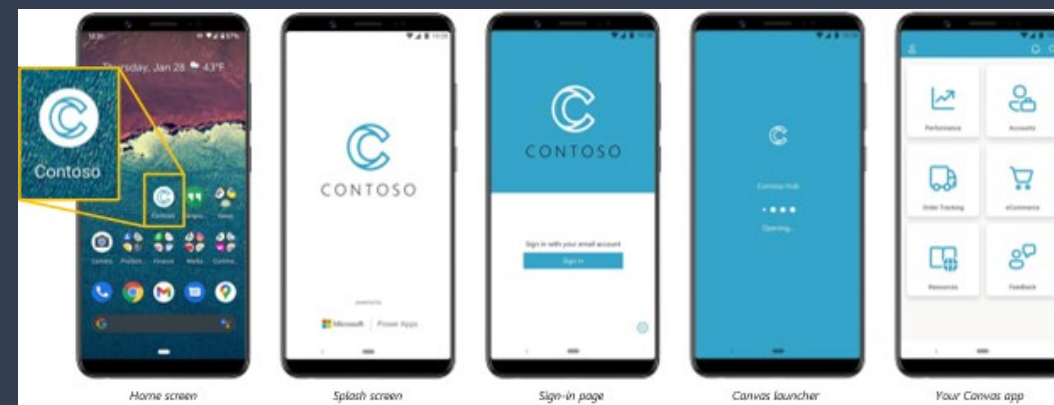 Thursday, Jan 28 43°F
Contoso
Contoso
CONTOSO
powered by
Microsoft Power Apps
CONTOSO
Sign in with your email account
Sign in
Contoso Hub
Opening...
Performance Accounts
Order Tracking eCommerce
Resources Feedback
Home screen
Splash screen
Sign-in page
Canvas launcher
Your Canvas app